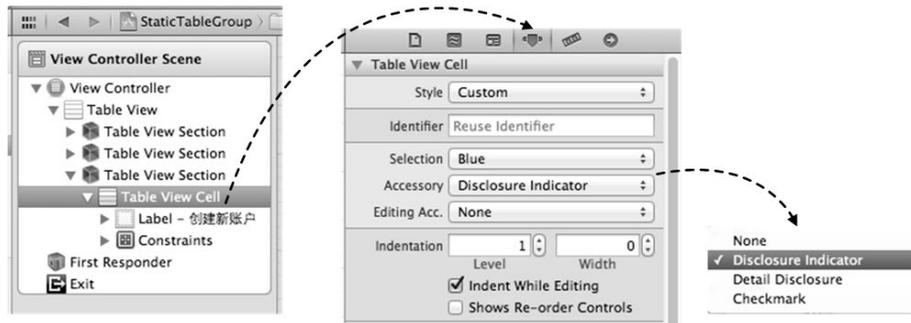 StaticTableGroup
View Controller Scene
View Controller
Table View
Table View Section
Table View Section
Table View Section
Table View Cell
Label – 创建新账户
Constraints
First Responder
Exit
Table View Cell
Style Custom
Identifier Reuse Identifier
Selection Blue
Accessory Disclosure Indicator
Editing Acc. None
Indentation 1 0
Level Width
Indent While Editing
Shows Re-order Controls
None
✓ Disclosure Indicator
Detail Disclosure
Checkmark